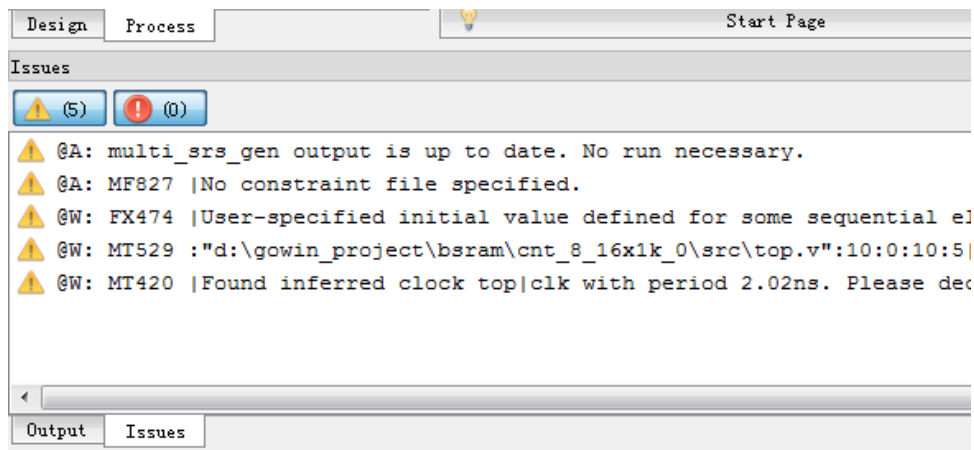 Design Process Start Page
Issues
(5) (0)
@A: multi_srs_gen output is up to date. No run necessary.
@A: MF827 |No constraint file specified.
@W: FX474 |User-specified initial value defined for some sequential
@W: MT529 :"d:\gowin_project\bsram\cnt_8_16x1k_0\src\top.v":10:0:10:5|
@W: MT420 |Found inferred clock top|clk with period 2.02ns. Please
Output Issues